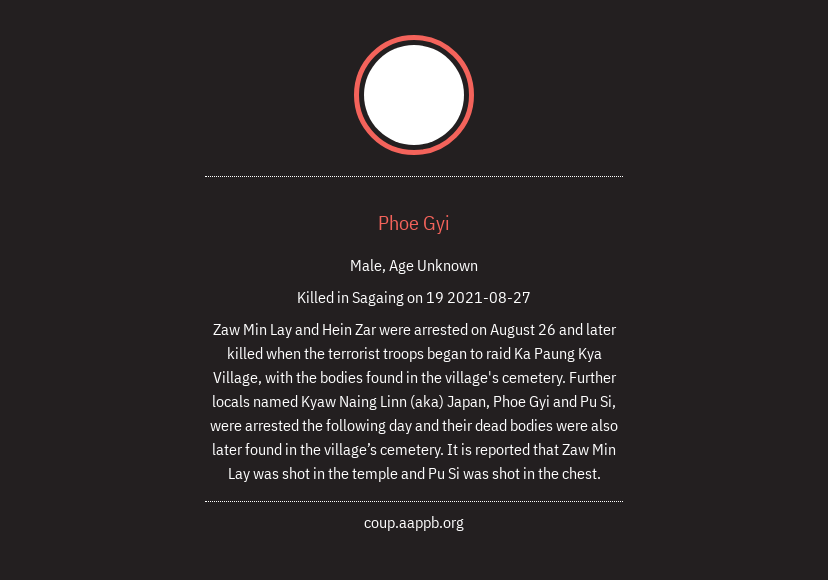 Phoe Gyi
Male, Age Unknown
Killed in Sagaing on 19 2021-08-27
Zaw Min Lay and Hein Zar were arrested on August 26 and later
killed when the terrorist troops began to raid Ka Paung Kya
Village, with the bodies found in the village's cemetery. Further
locals named Kyaw Naing Linn (aka) Japan, Phoe Gyi and Pu Si,
were arrested the following day and their dead bodies were also
later found in the village’s cemetery. It is reported that Zaw Min
Lay was shot in the temple and Pu Si was shot in the chest.
coup.aappb.org